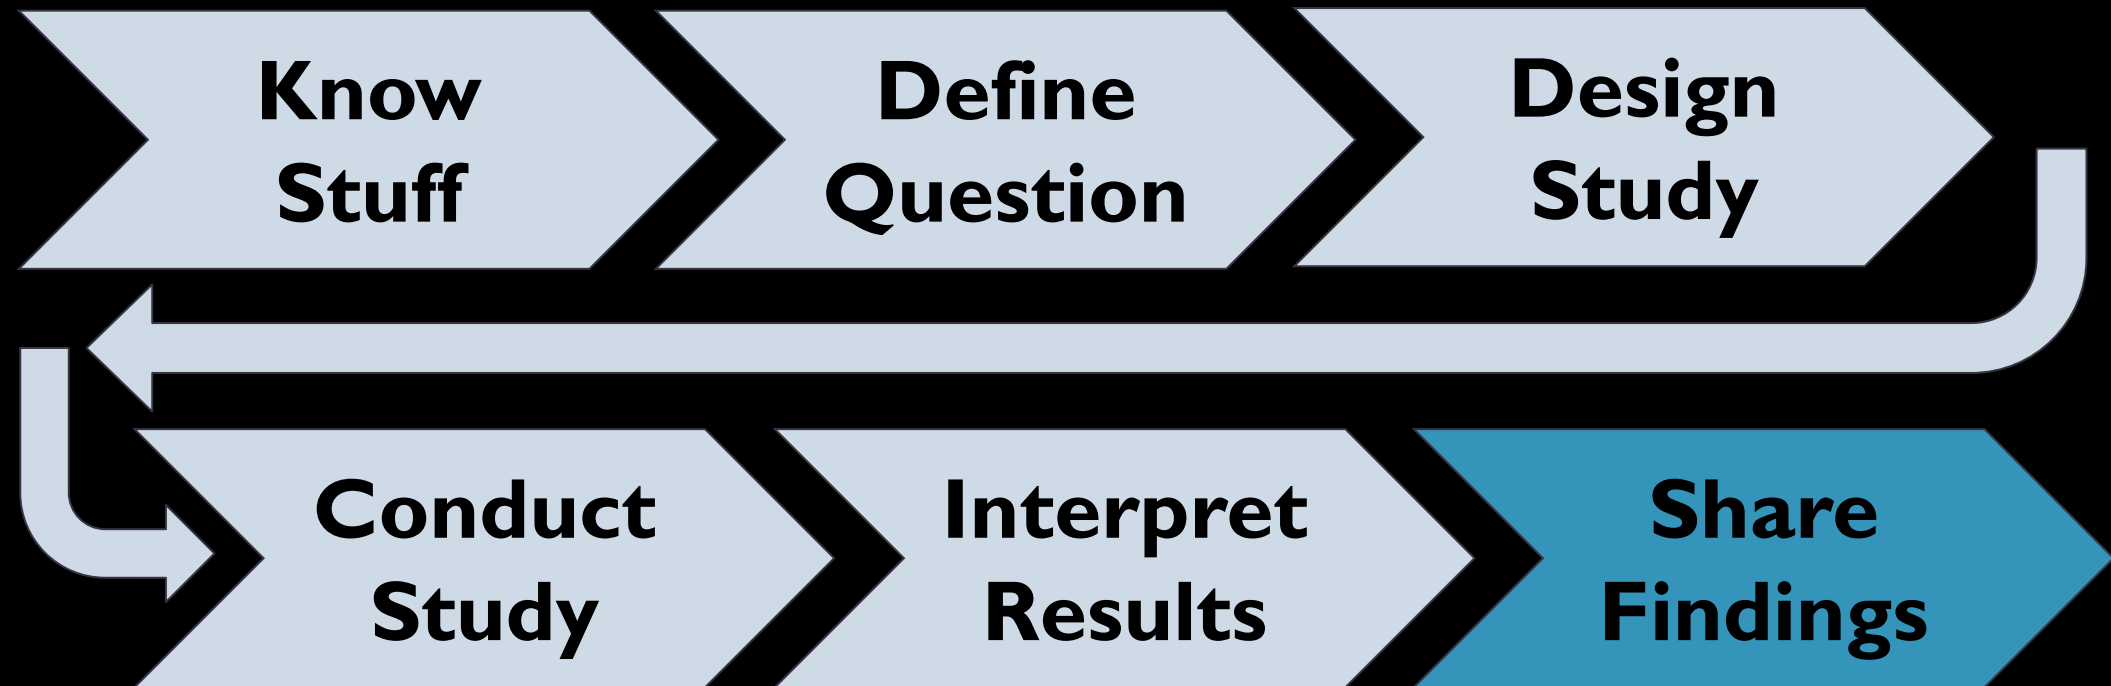 Know
Stuff
Define
Question
Design
Study
Conduct
Study
Interpret
Results
Share
Findings